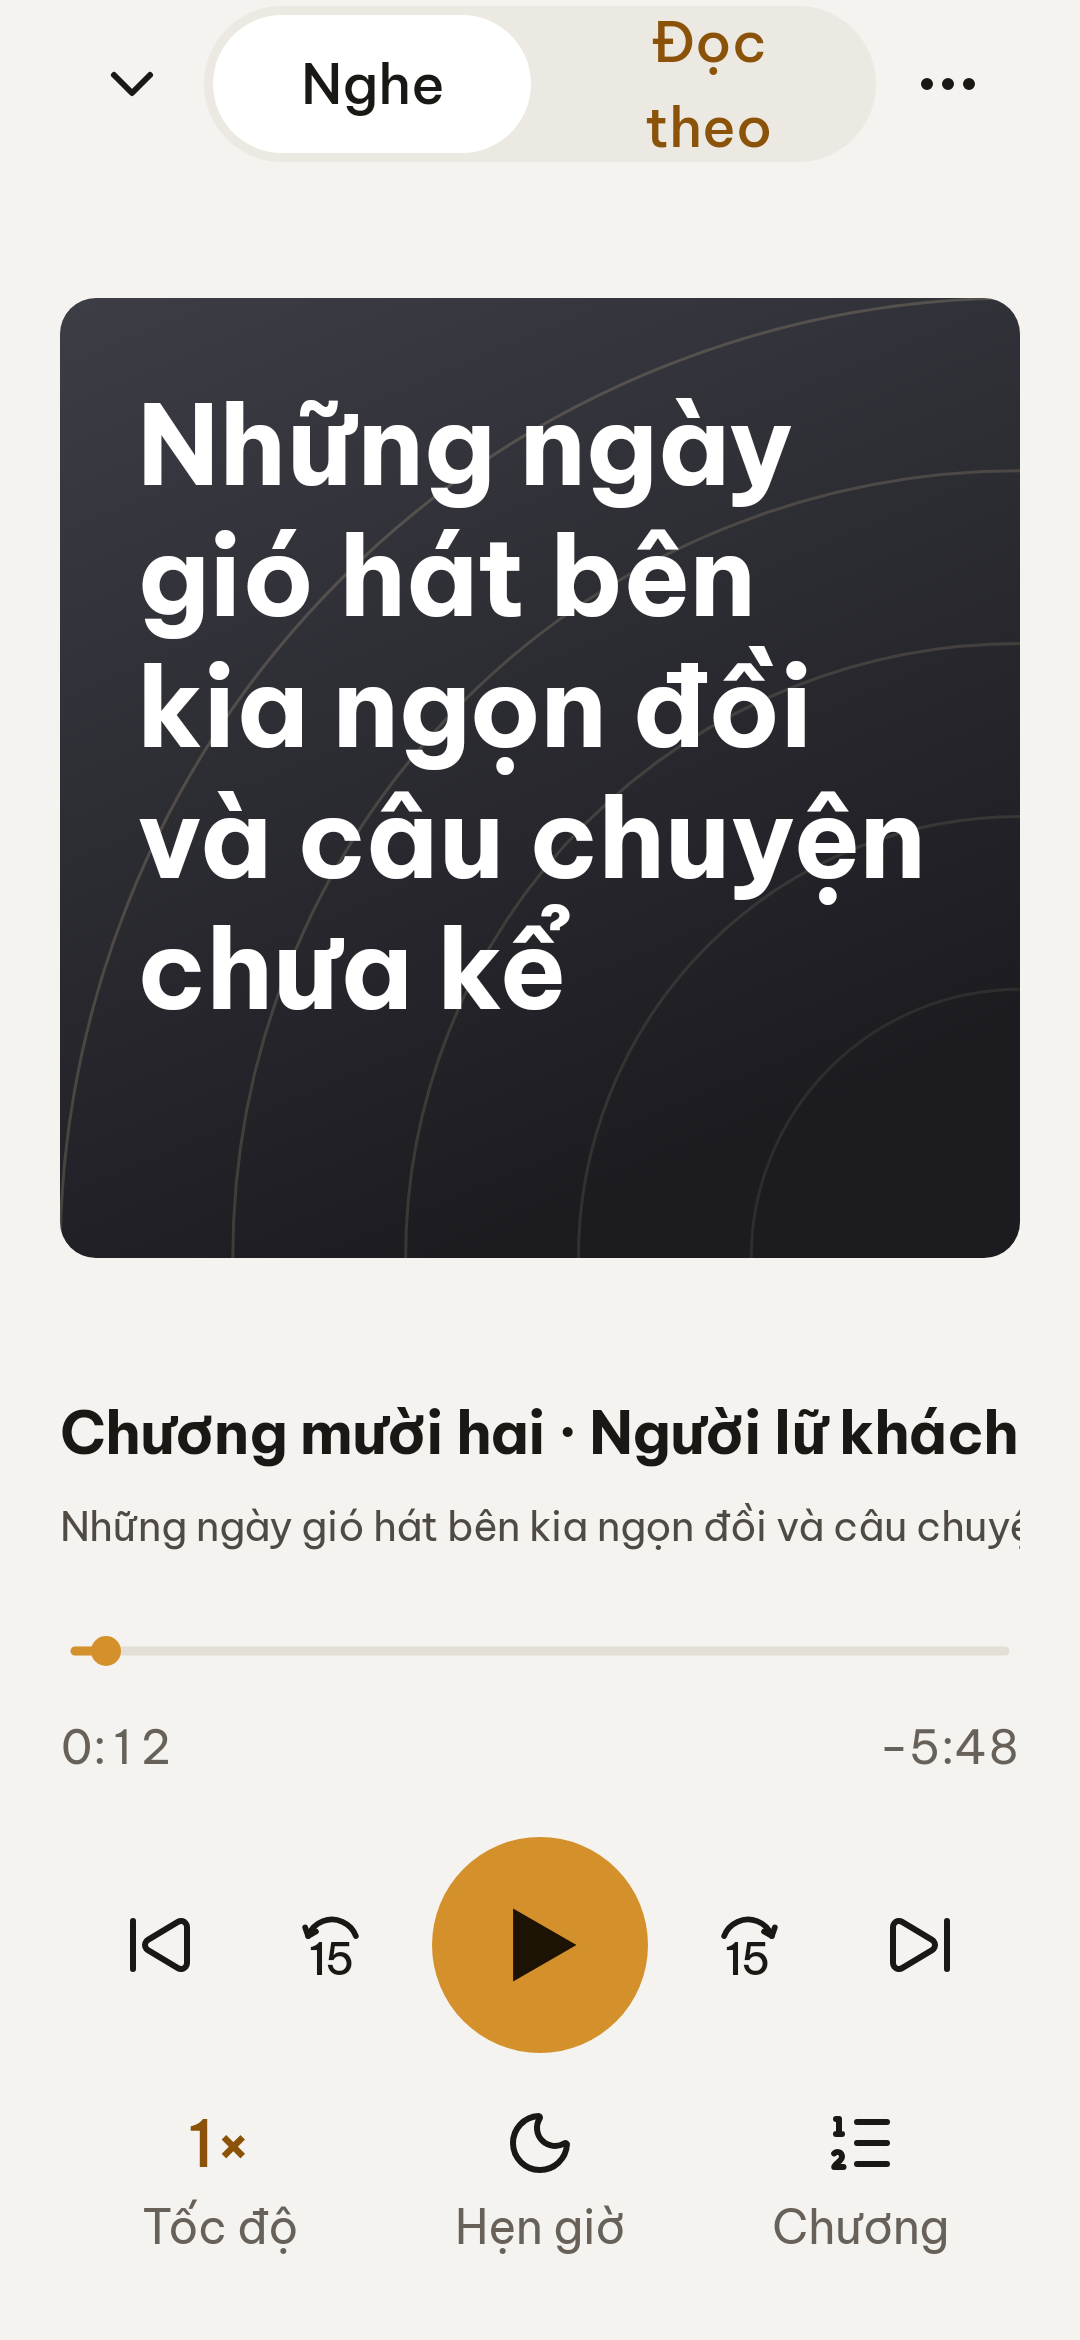 Nghe
Đọc
theo
Những ngày
gió hát bên
kia ngọn đồi
và câu chuyện
chưa kể
Chương mười hai · Người lữ khách
Những ngày gió hát bên kia ngọn đồi và câu
0:12
−5:48
15
15
1×
Tốc độ
Hẹn giờ
Chương